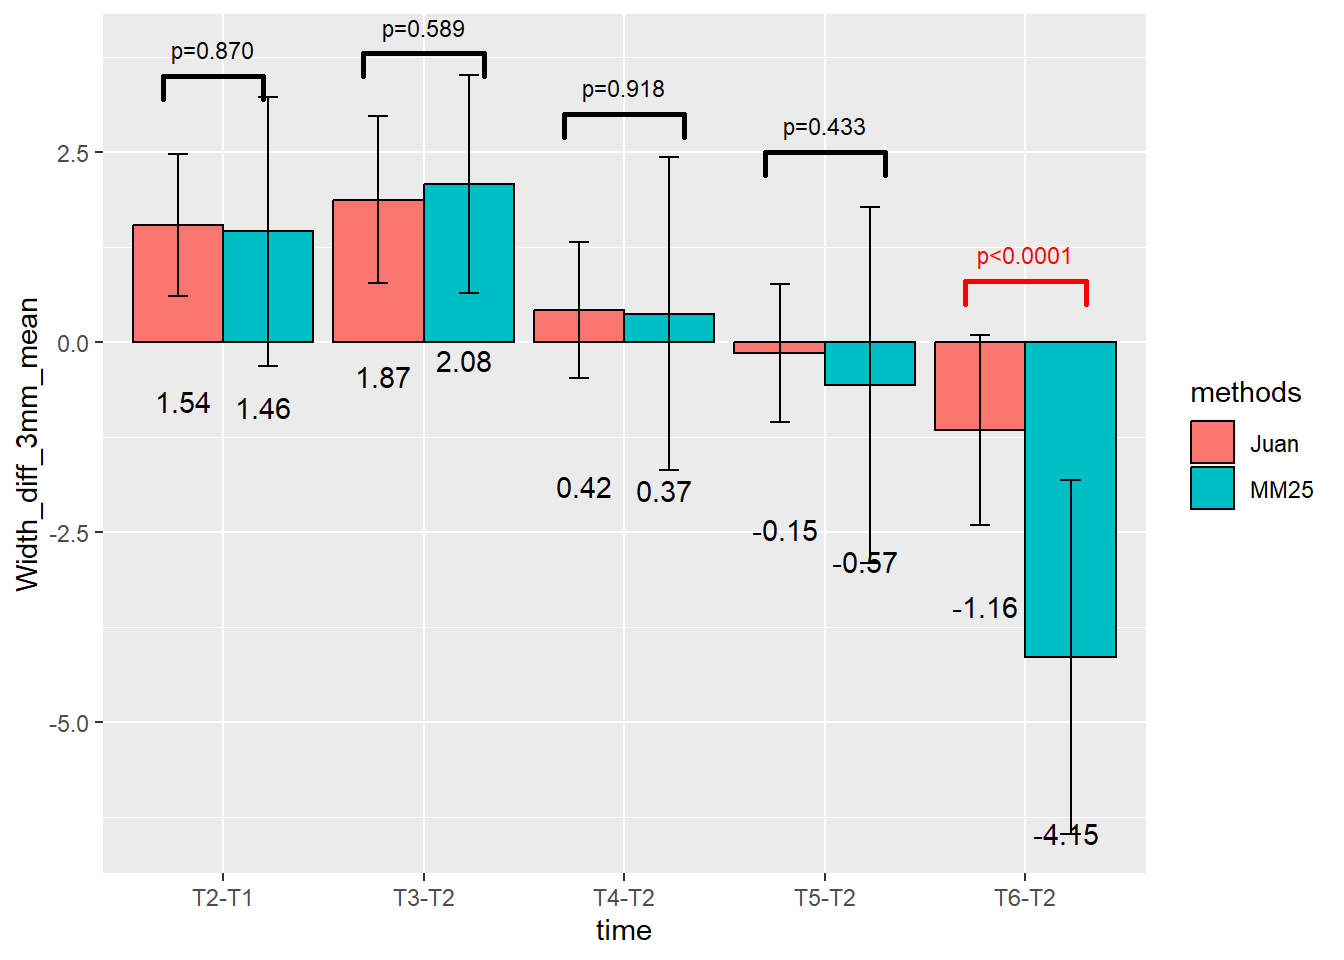 p=0.870
p=0.589
p=0.918
p=0.433
p<0.0001
2.5
0.0
-2.5
-5.0
Width_diff_3mm_mean
1.54
1.46
1.87
2.08
0.42
0.37
-0.15
-0.57
-1.16
-4.15
T2-T1
T3-T2
T4-T2
T5-T2
T6-T2
time
methods
Juan
MM25